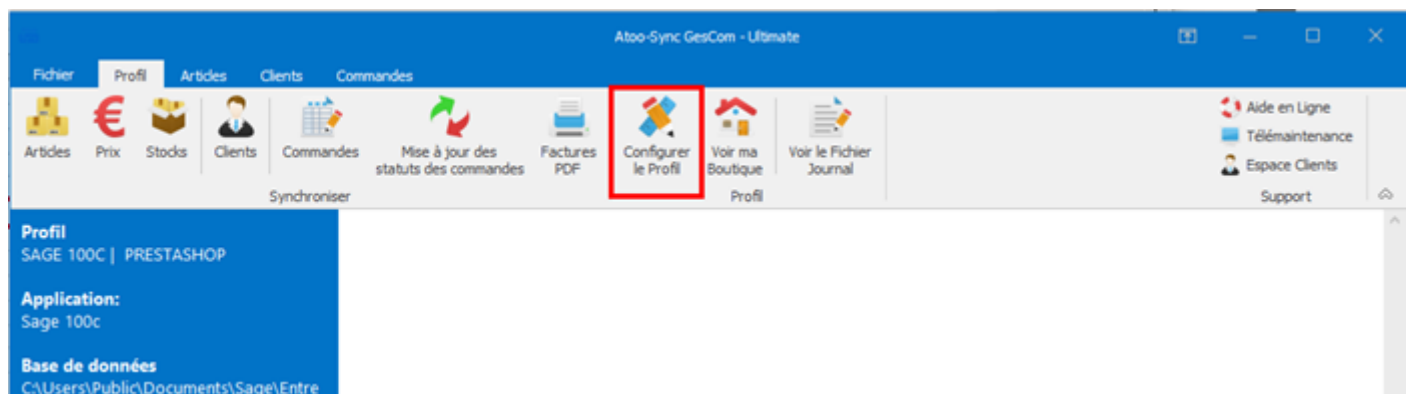 Atoo-Sync GesCom - Ultimate
Fichier Profil Articles Clients Commandes
Articles Prix Stocks Clients Commandes Mise à jour des statuts des commandes Factures PDF Configurer le Profil Voir ma Boutique Voir le Fichier Journal
Aide en Ligne
Télémaintenance
Espace Clients
Synchroniser Profil Support
Profil
SAGE 100C | PRESTASHOP
Application:
Sage 100c
Base de données
C:\Users\Public\Documents\Sage\Entre